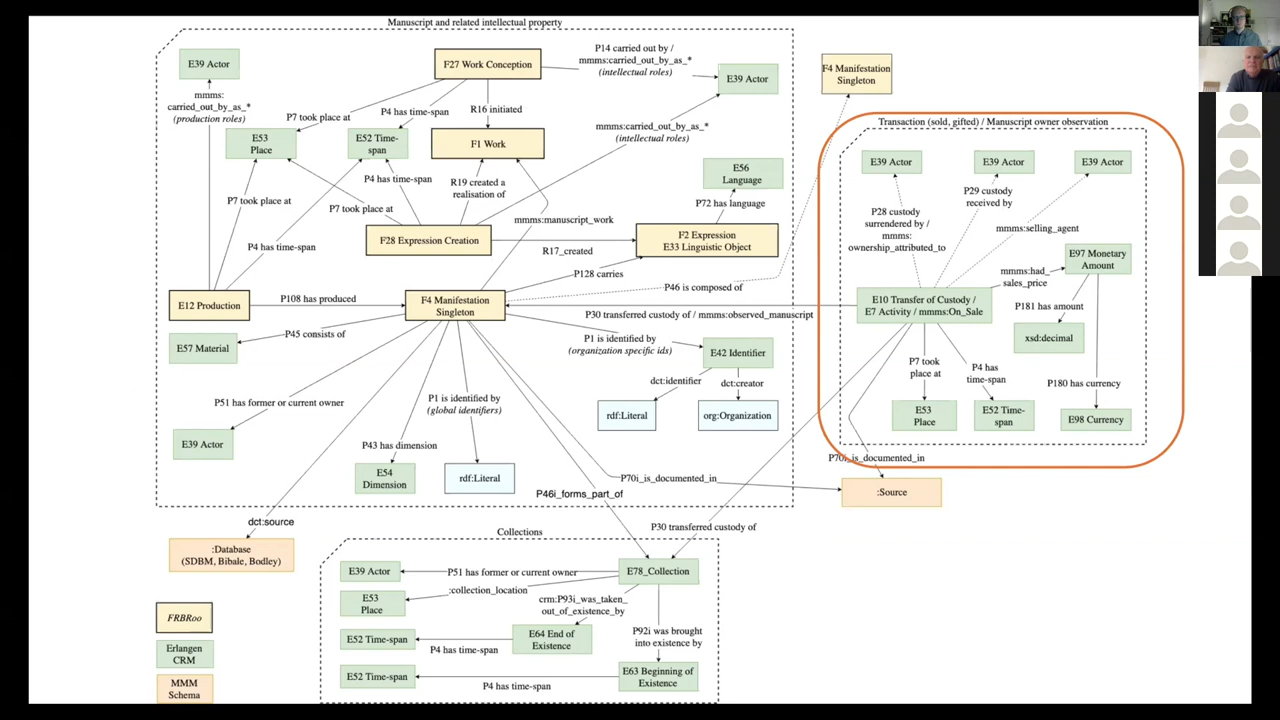 Manuscript and related intellectual property
E39 Actor
F27 Work Conception
P14 carried out by /
mmms:carried_out_by_as_*
(intellectual roles)
E39 Actor
F4 Manifestation
Singleton
mmms:
carried_out_by_as_*
(production roles)
P7 took place at
P4 has time-span
R16 initiated
E53
Place
E52 Time-
span
F1 Work
mmms:carried_out_by_as_*
(intellectual roles)
Transaction (sold, gifted) / Manuscript owner observation
E39 Actor
E39 Actor
E39 Actor
P4 has time-span
R19 created a
realisation of
E56
Language
P72 has language
P7 took place at
P7 took place at
mmms:manuscript_work
P28 custody
surrendered by /
mmms:
ownership_attributed_to
P29 custody
received by
mmms:selling_agent
P4 has time-span
F28 Expression Creation
R17_created
F2 Expression
E33 Linguistic Object
P128 carries
P46 is composed of
mmms:had_
sales_price
E97 Monetary
Amount
E12 Production
P108 has produced
F4 Manifestation
Singleton
P30 transferred custody of / mmms:observed_manuscript
E10 Transfer of Custody /
E7 Activity / mmms:On_Sale
P181 has amount
xsd:decimal
E57 Material
P45 consists of
P1 is identified by
(organization specific ids)
E42 Identifier
P7 took
place at
P4 has
time-span
P180 has currency
dct:identifier
dct:creator
P51 has former or current owner
P1 is identified by
(global identifiers)
rdf:Literal
org:Organization
E53
Place
E52 Time-
span
E98 Currency
E39 Actor
P43 has dimension
E54
Dimension
rdf:Literal
P70i_is_documented_in
P70i_is_documented_in
:Source
P46i_forms_part_of
dct:source
P30 transferred custody of
:Database
(SDBM, Bibale, Bodley)
Collections
E39 Actor
P51 has former or current owner
E78_Collection
:collection_location
E53
Place
crm:P93i_was_taken_
out_of_existence_by
P92i was brought
into existence by
E52 Time-span
P4 has time-span
E64 End of
Existence
E52 Time-span
P4 has time-span
E63 Beginning of
Existence
FRBRoo
Erlangen
CRM
MMM
Schema